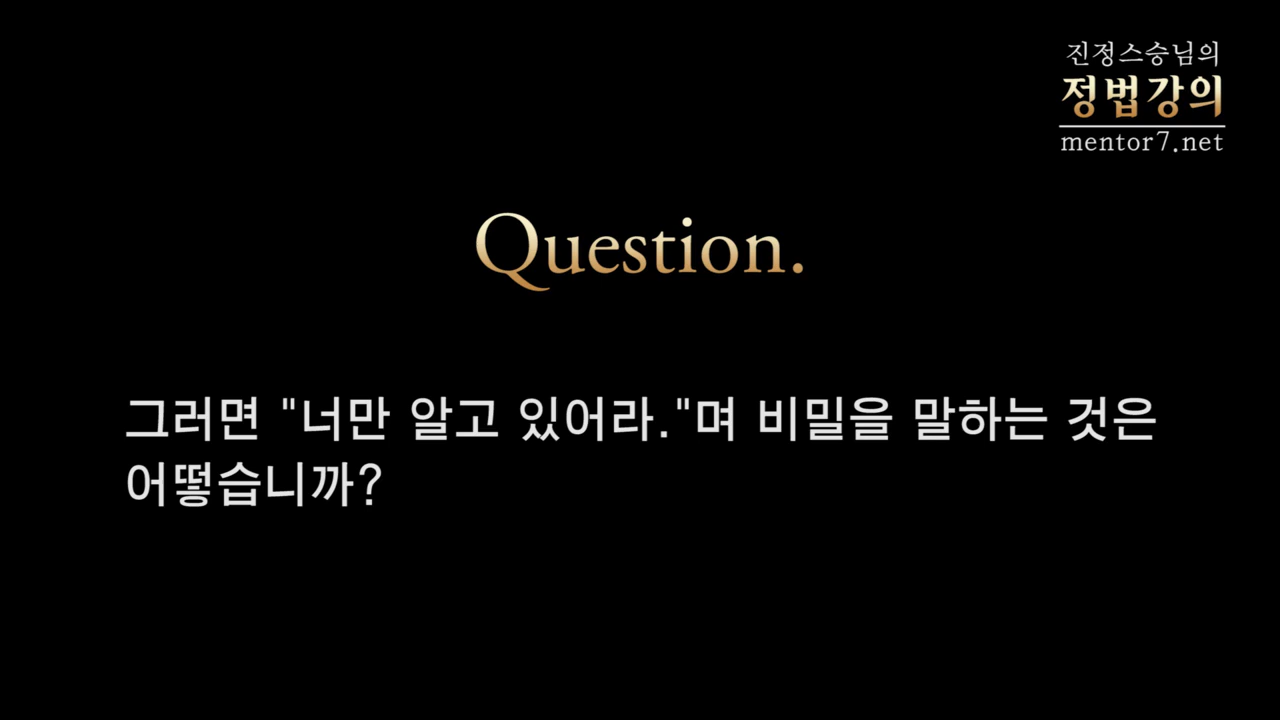 진정스승님의
정법강의
mentor7.net
Question.
그러면 "너만 알고 있어라."며 비밀을 말하는 것은
어떻습니까?